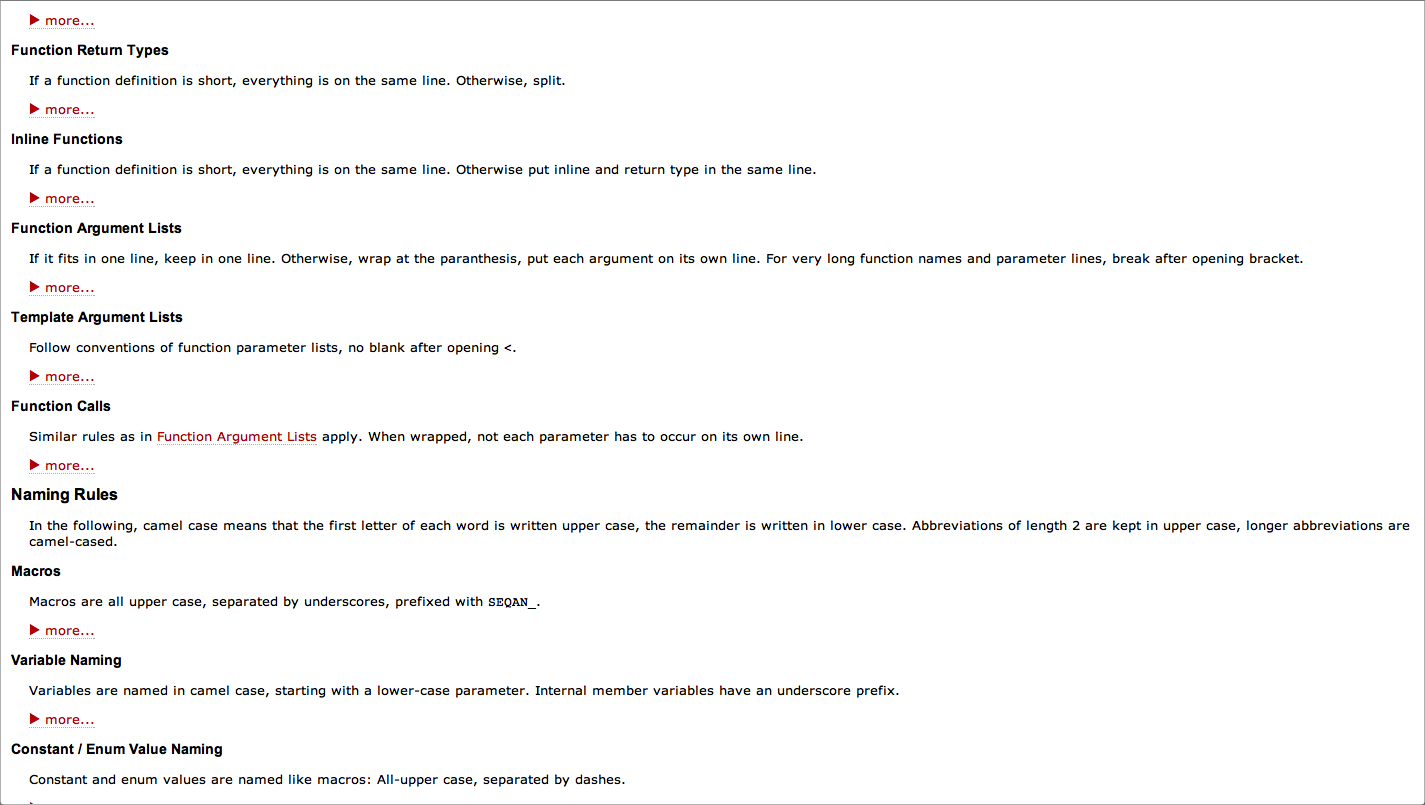 ▶ more...
Function Return Types
If a function definition is short, everything is on the same line. Otherwise, split.
▶ more...
Inline Functions
If a function definition is short, everything is on the same line. Otherwise put inline and return type in the same line.
▶ more...
Function Argument Lists
If it fits in one line, keep in one line. Otherwise, wrap at the paranthesis, put each argument on its own line. For very long function names and parameter lines, break after opening bracket.
▶ more...
Template Argument Lists
Follow conventions of function parameter lists, no blank after opening <.
▶ more...
Function Calls
Similar rules as in Function Argument Lists apply. When wrapped, not each parameter has to occur on its own line.
▶ more...
Naming Rules
In the following, camel case means that the first letter of each word is written upper case, the remainder is written in lower case. Abbreviations of length 2 are kept in upper case, longer abbreviations are
camel-cased.
Macros
Macros are all upper case, separated by underscores, prefixed with SEQAN_.
▶ more...
Variable Naming
Variables are named in camel case, starting with a lower-case parameter. Internal member variables have an underscore prefix.
▶ more...
Constant / Enum Value Naming
Constant and enum values are named like macros: All-upper case, separated by dashes.